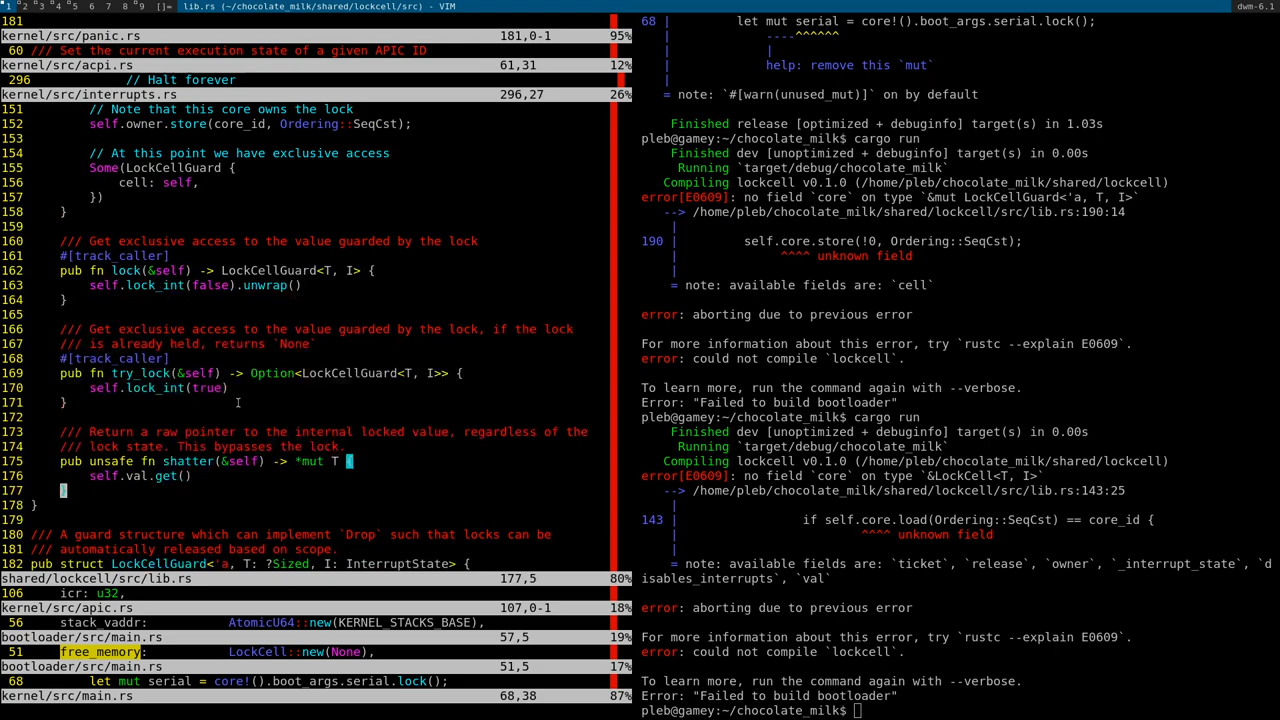 1 2 3 4 5 6 7 8 9 []= lib.rs (~/chocolate_milk/shared/lockcell/src) - VIM dwm-6.1
181
kernel/src/panic.rs 181,0-1 95%
60 /// Set the current execution state of a given APIC ID
kernel/src/acpi.rs 61,31 12%
296 // Halt forever
kernel/src/interrupts.rs 296,27 26%
151 // Note that this core owns the lock
152 self.owner.store(core_id, Ordering::SeqCst);
153
154 // At this point we have exclusive access
155 Some(LockCellGuard {
156 cell: self,
157 })
158 }
159
160 /// Get exclusive access to the value guarded by the lock
161 #[track_caller]
162 pub fn lock(&self) -> LockCellGuard<T, I> {
163 self.lock_int(false).unwrap()
164 }
165
166 /// Get exclusive access to the value guarded by the lock, if the lock
167 /// is already held, returns `None`
168 #[track_caller]
169 pub fn try_lock(&self) -> Option<LockCellGuard<T, I>> {
170 self.lock_int(true)
171 }
172
173 /// Return a raw pointer to the internal locked value, regardless of the
174 /// lock state. This bypasses the lock.
175 pub unsafe fn shatter(&self) -> *mut T {
176 self.val.get()
177 }
178 }
179
180 /// A guard structure which can implement `Drop` such that locks can be
181 /// automatically released based on scope.
182 pub struct LockCellGuard<'a, T: ?Sized, I: InterruptState> {
shared/lockcell/src/lib.rs 177,5 80%
106 icr: u32,
kernel/src/apic.rs 107,0-1 18%
56 stack_vaddr: AtomicU64::new(KERNEL_STACKS_BASE),
bootloader/src/main.rs 57,5 19%
51 free_memory: LockCell::new(None),
bootloader/src/main.rs 51,5 17%
68 let mut serial = core!().boot_args.serial.lock();
kernel/src/main.rs 68,38 87%
68 | let mut serial = core!().boot_args.serial.lock();
| ----^^^^^^
| |
| help: remove this `mut`
|
= note: `#[warn(unused_mut)]` on by default
Finished release [optimized + debuginfo] target(s) in 1.03s
pleb@gamey:~/chocolate_milk$ cargo run
Finished dev [unoptimized + debuginfo] target(s) in 0.00s
Running `target/debug/chocolate_milk`
Compiling lockcell v0.1.0 (/home/pleb/chocolate_milk/shared/lockcell)
error[E0609]: no field `core` on type `&mut LockCellGuard<'a, T, I>`
--> /home/pleb/chocolate_milk/shared/lockcell/src/lib.rs:190:14
|
190 | self.core.store(!0, Ordering::SeqCst);
| ^^^^ unknown field
|
= note: available fields are: `cell`
error: aborting due to previous error
For more information about this error, try `rustc --explain E0609`.
error: could not compile `lockcell`.
To learn more, run the command again with --verbose.
Error: "Failed to build bootloader"
pleb@gamey:~/chocolate_milk$ cargo run
Finished dev [unoptimized + debuginfo] target(s) in 0.00s
Running `target/debug/chocolate_milk`
Compiling lockcell v0.1.0 (/home/pleb/chocolate_milk/shared/lockcell)
error[E0609]: no field `core` on type `&LockCell<T, I>`
--> /home/pleb/chocolate_milk/shared/lockcell/src/lib.rs:143:25
|
143 | if self.core.load(Ordering::SeqCst) == core_id {
| ^^^^ unknown field
|
= note: available fields are: `ticket`, `release`, `owner`, `_interrupt_state`, `d
isables_interrupts`, `val`
error: aborting due to previous error
For more information about this error, try `rustc --explain E0609`.
error: could not compile `lockcell`.
To learn more, run the command again with --verbose.
Error: "Failed to build bootloader"
pleb@gamey:~/chocolate_milk$